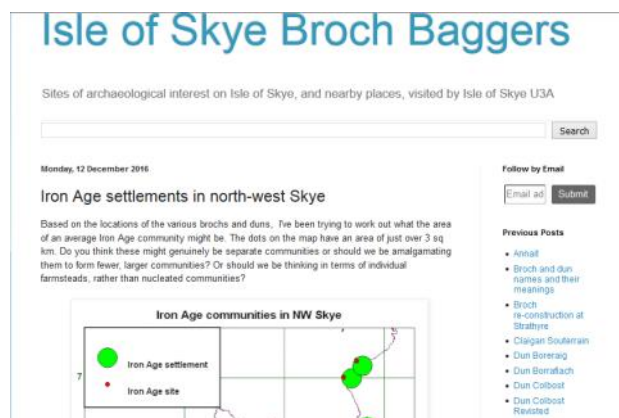 Isle of Skye Broch Baggers
Sites of archaeological interest on Isle of Skye, and nearby places, visited by Isle of Skye U3A
Search
Monday, 12 December 2016
Iron Age settlements in north-west Skye
Based on the locations of the various brochs and duns, I've been trying to work out what the area
of an average Iron Age community might be. The dots on the map have an area of just over 3 sq
km. Do you think these might genuinely be separate communities or should we be amalgamating
them to form fewer, larger communities? Or should we be thinking in terms of individual
farmsteads, rather than nucleated communities?
Iron Age communities in NW Skye
Iron Age settlement
Iron Age site
7
Follow by Email
Email ad
Submit
Previous Posts
Annait
Broch and dun
names and their
meanings
Broch
re-construction at
Strathyre
Claigan Souterrain
Dun Boreraig
Dun Borrafiach
Dun Colbost
Dun Colbost
Revisted